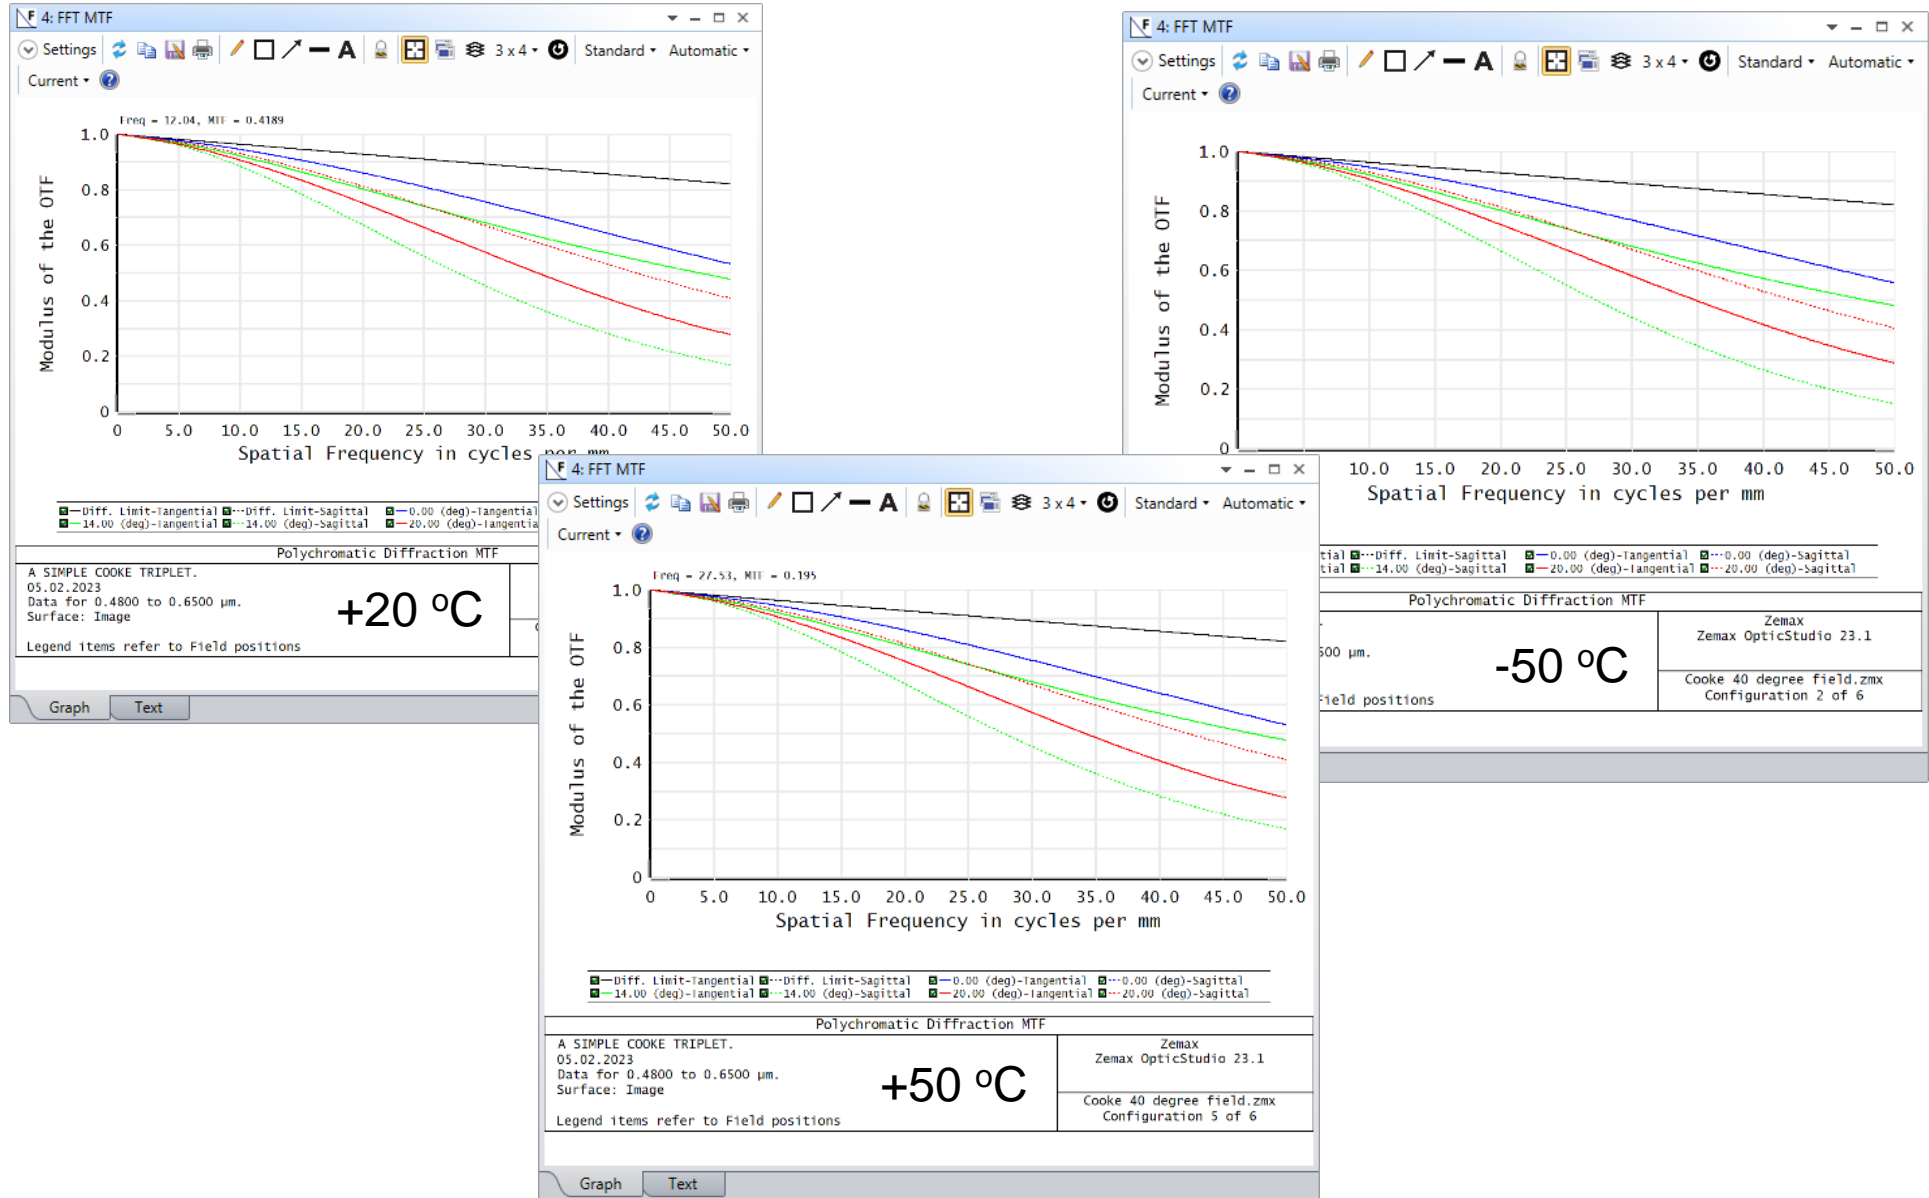 4: FFT MTF
Settings
3 x 4
Standard
Automatic
Current
Freq = 12.04, MTF = 0.4189
Modulus of the OTF
1.0
0.8
0.6
0.4
0.2
0
0 5.0 10.0 15.0 20.0 25.0 30.0 35.0 40.0 45.0 50.0
Spatial Frequency in cycles per mm
Diff. Limit-Tangential Diff. Limit-Sagittal 0.00 (deg)-Tangential
14.00 (deg)-Tangential 14.00 (deg)-Sagittal 20.00 (deg)-Tangentia
Polychromatic Diffraction MTF
A SIMPLE COOKE TRIPLET.
05.02.2023
Data for 0.4800 to 0.6500 µm.
Surface: Image
Legend items refer to Field positions
+20 ºC
Graph Text
4: FFT MTF
Settings
3 x 4
Standard
Automatic
Current
Modulus of the OTF
1.0
0.8
0.6
0.4
0.2
0
10.0 15.0 20.0 25.0 30.0 35.0 40.0 45.0 50.0
Spatial Frequency in cycles per mm
tial Diff. Limit-Sagittal 0.00 (deg)-Tangential 0.00 (deg)-Sagittal
tial 14.00 (deg)-Sagittal 20.00 (deg)-Tangential 20.00 (deg)-Sagittal
Polychromatic Diffraction MTF
500 µm.
Field positions
-50 ºC
Zemax
Zemax OpticStudio 23.1
Cooke 40 degree field.zmx
Configuration 2 of 6
4: FFT MTF
Settings
3 x 4
Standard
Automatic
Current
Freq = 27.53, MTF = 0.195
Modulus of the OTF
1.0
0.8
0.6
0.4
0.2
0
0 5.0 10.0 15.0 20.0 25.0 30.0 35.0 40.0 45.0 50.0
Spatial Frequency in cycles per mm
Diff. Limit-Tangential Diff. Limit-Sagittal 0.00 (deg)-Tangential 0.00 (deg)-Sagittal
14.00 (deg)-Tangential 14.00 (deg)-Sagittal 20.00 (deg)-Tangential 20.00 (deg)-Sagittal
Polychromatic Diffraction MTF
A SIMPLE COOKE TRIPLET.
05.02.2023
Data for 0.4800 to 0.6500 µm.
Surface: Image
Legend items refer to Field positions
+50 ºC
Zemax
Zemax OpticStudio 23.1
Cooke 40 degree field.zmx
Configuration 5 of 6
Graph Text